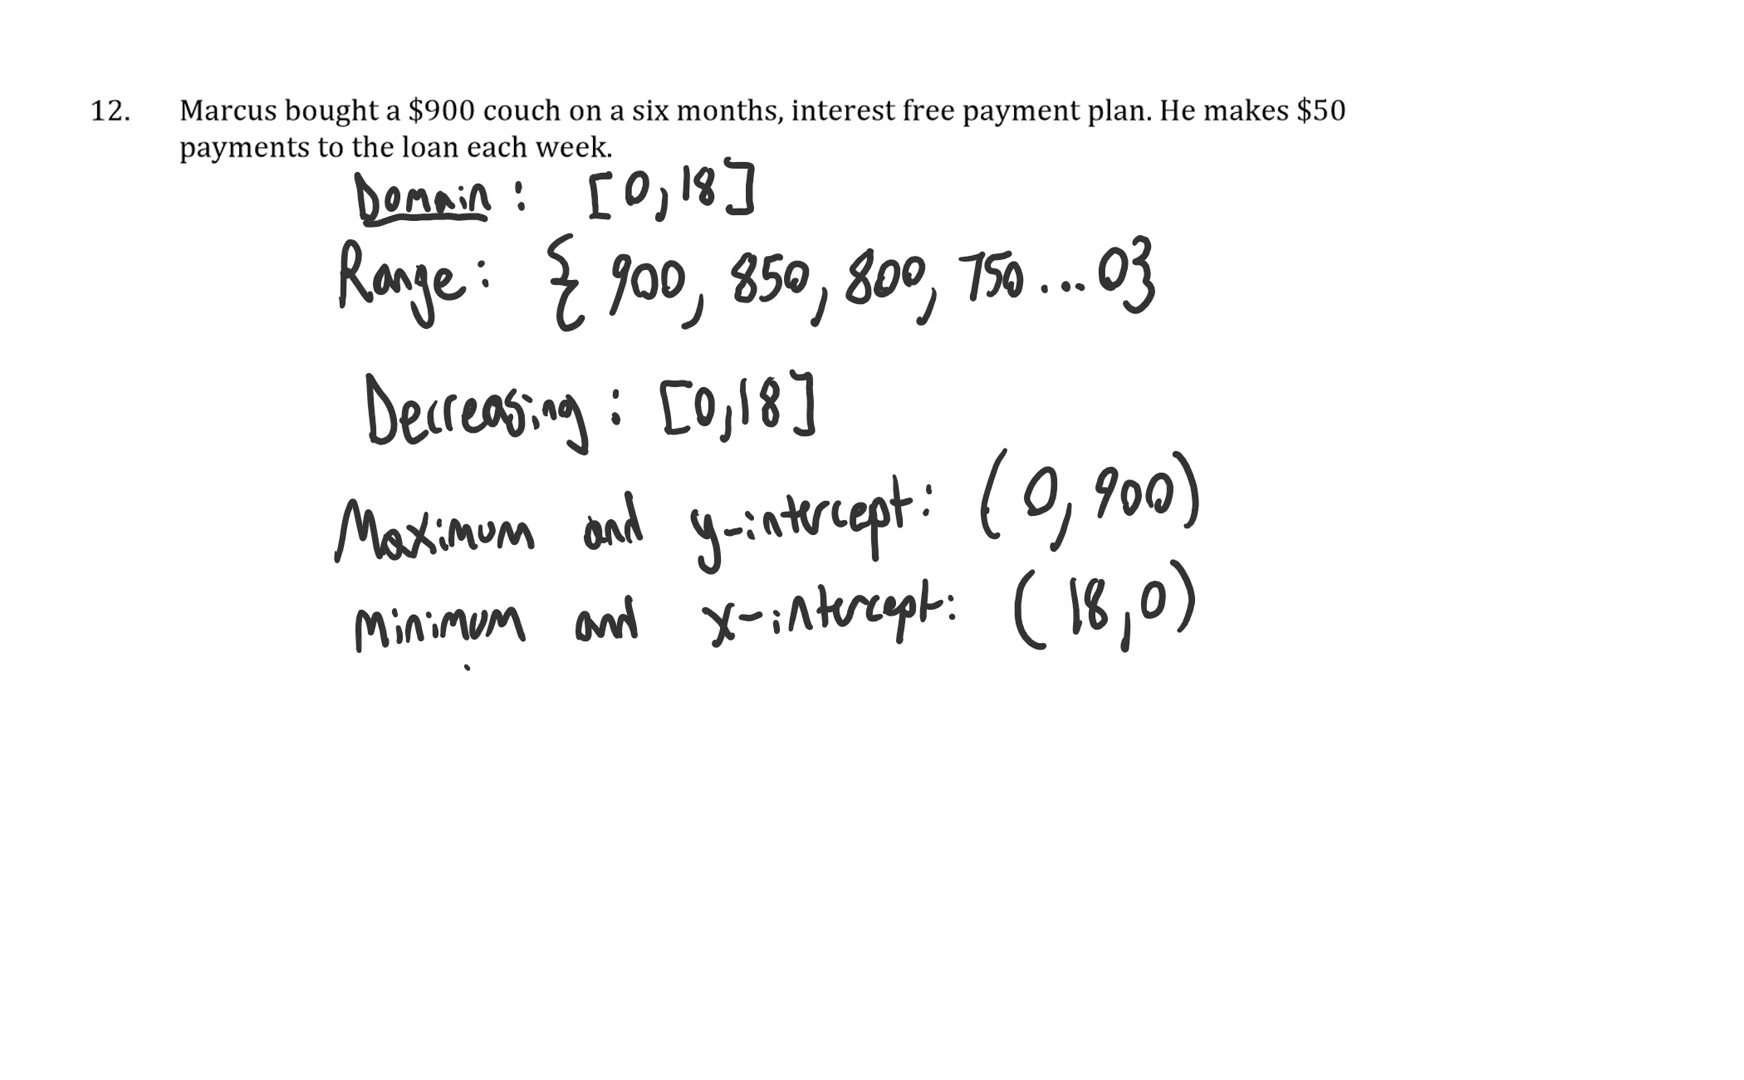 12. Marcus bought a $900 couch on a six months, interest free payment plan. He makes $50
payments to the loan each week.
Domain: [0,18]
Range: { 900, 850, 800, 750...0}
Decreasing: [0,18]
Maximum and y-intercept: (0,900)
Minimum and x-intercept: (18,0)